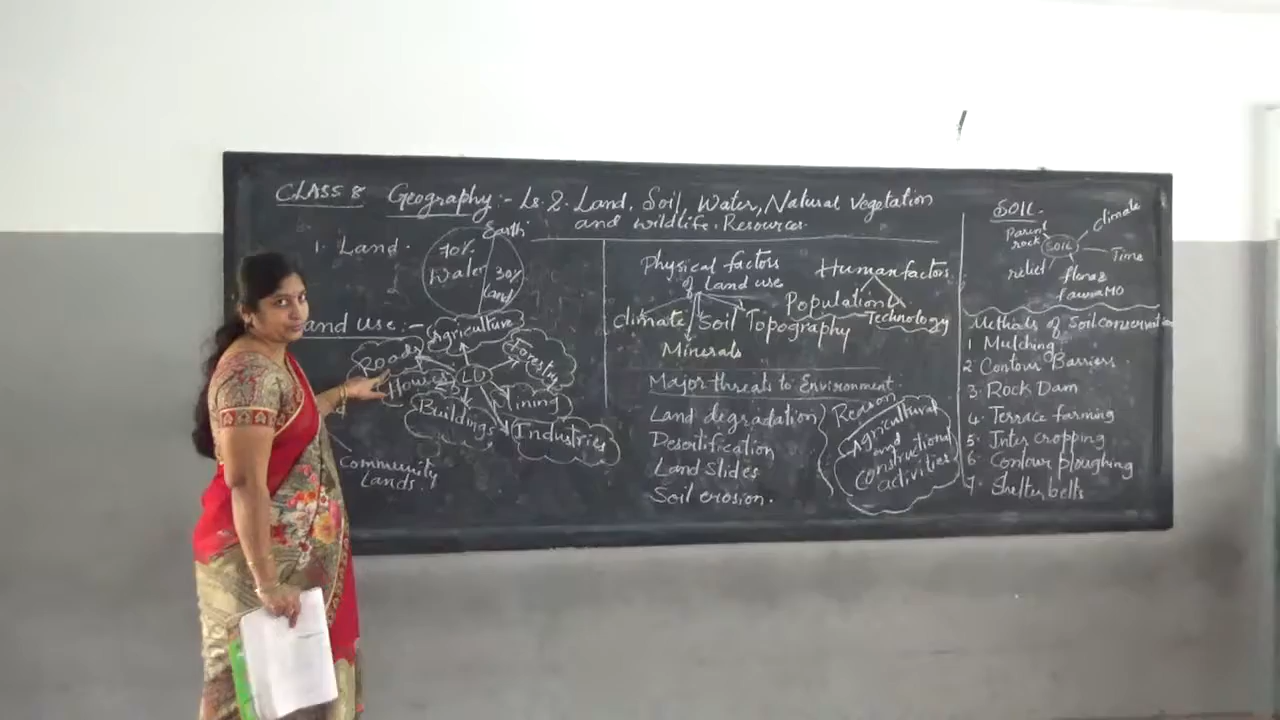 CLASS 8 Geography:- Ls. 2. Land, Soil, Water, Natural Vegetation
and wildlife. Resources.
1. Land.
Earth
70%
Water
30%
land
Land use:-
Agriculture
Roads
Forestry
Houses
LU
Mining
Buildings
Industries
Community
Lands.
Physical factors
of Land use
climate Soil Topography
Minerals
Human factors
Population
Technology
Major threats to Environment.
Land degradation
Land Slides
Soil erosion.
Reason
Agricultural
and
constructional
activities
SOIL.
climate
Parent
rock
SOIL
Time
relief
flora &
fauna MO
Methods of Soil conservation
1 Mulching
2 Contour Barriers
3. Rock Dam
4. Terrace farming
5. Inter cropping
6. Contour ploughing
7. Shelter belts